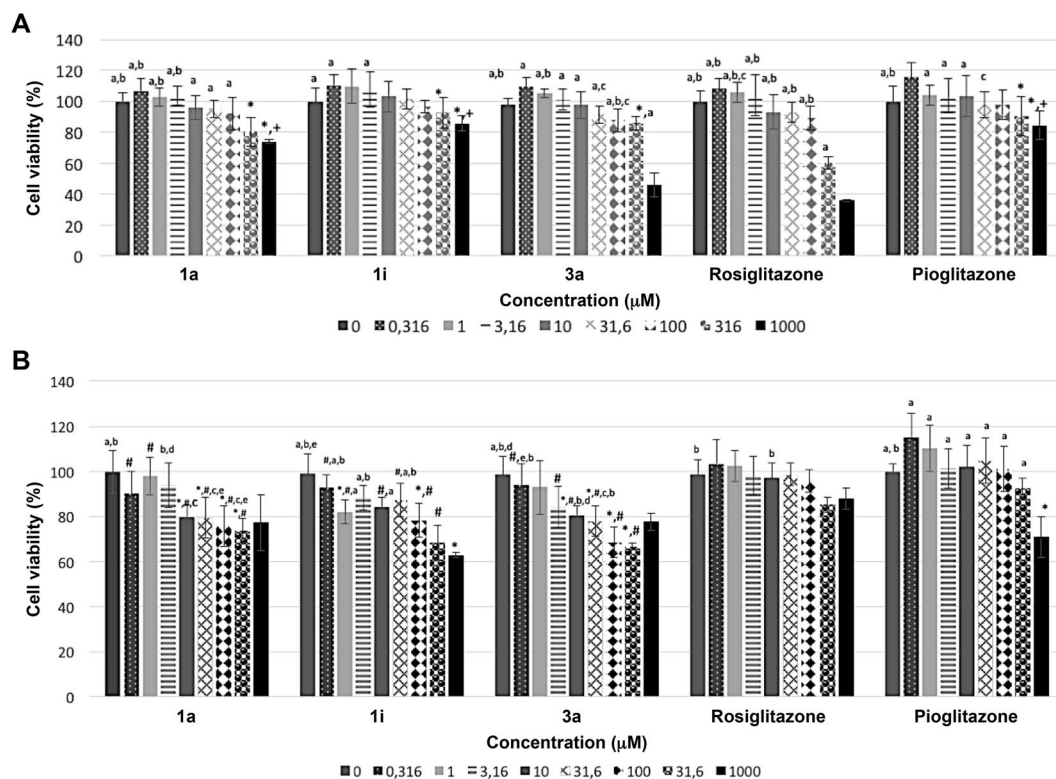 A
140
120
100
80
60
40
20
0
Cell viability (%)
a,b a,b a,b a,b a a a * *,+
a a a * *,+
a a a,b a a a,c a,b,c *,a
a,b a,b a,b,c a,b a,b a,b a,b a
a c * *,+
1a 1i 3a Rosiglitazone Pioglitazone
Concentration (μM)
0 0,316 1 3,16 10 31,6 100 316 1000
B
140
120
100
80
60
40
20
0
Cell viability (%)
a,b # # b,d *,#,c *,#,c,e *,#,c,e *,#
a,b,e #,a,b *,#,a a,b #,a #,a,b *,# # *
a,b,d #,e,b # *,#,b,d *,#,c,b *,# *,#
b b
a,b a a a a a a a *
1a 1i 3a Rosiglitazone Pioglitazone
Concentration (μM)
0 0,316 1 3,16 10 31,6 100 31,6 1000